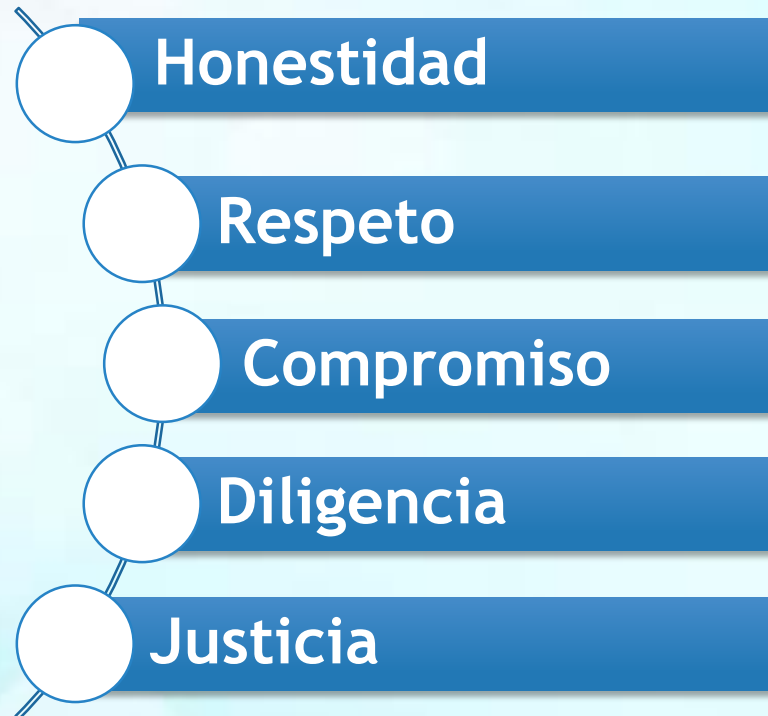 Honestidad
Respeto
Compromiso
Diligencia
Justicia